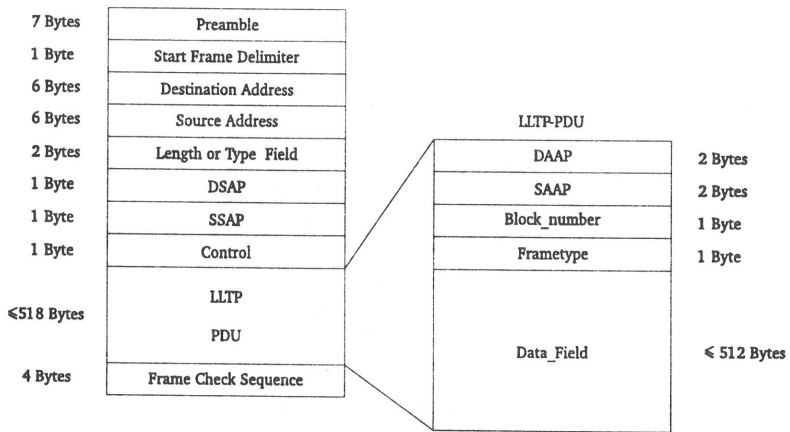 7 Bytes Preamble
1 Byte Start Frame Delimiter
6 Bytes Destination Address
6 Bytes Source Address
2 Bytes Length or Type Field
1 Byte DSAP
1 Byte SSAP
1 Byte Control
⩽518 Bytes
LLTP
PDU
4 Bytes Frame Check Sequence
LLTP-PDU
DAAP 2 Bytes
SAAP 2 Bytes
Block_number 1 Byte
Frametype 1 Byte
Data_Field ⩽ 512 Bytes